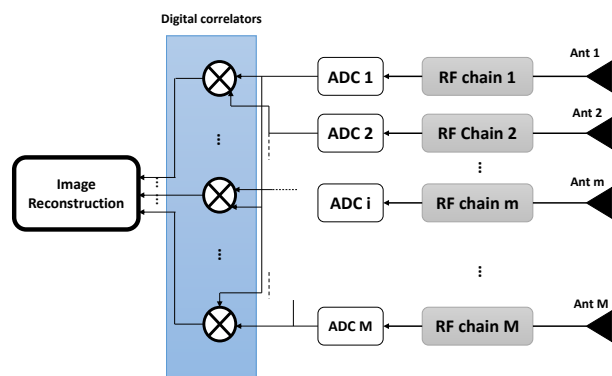 Digital correlators
Ant 1
ADC 1
RF chain 1
Ant 2
ADC 2
RF Chain 2
Image
Reconstruction
Ant m
ADC i
RF chain m
Ant M
ADC M
RF chain M